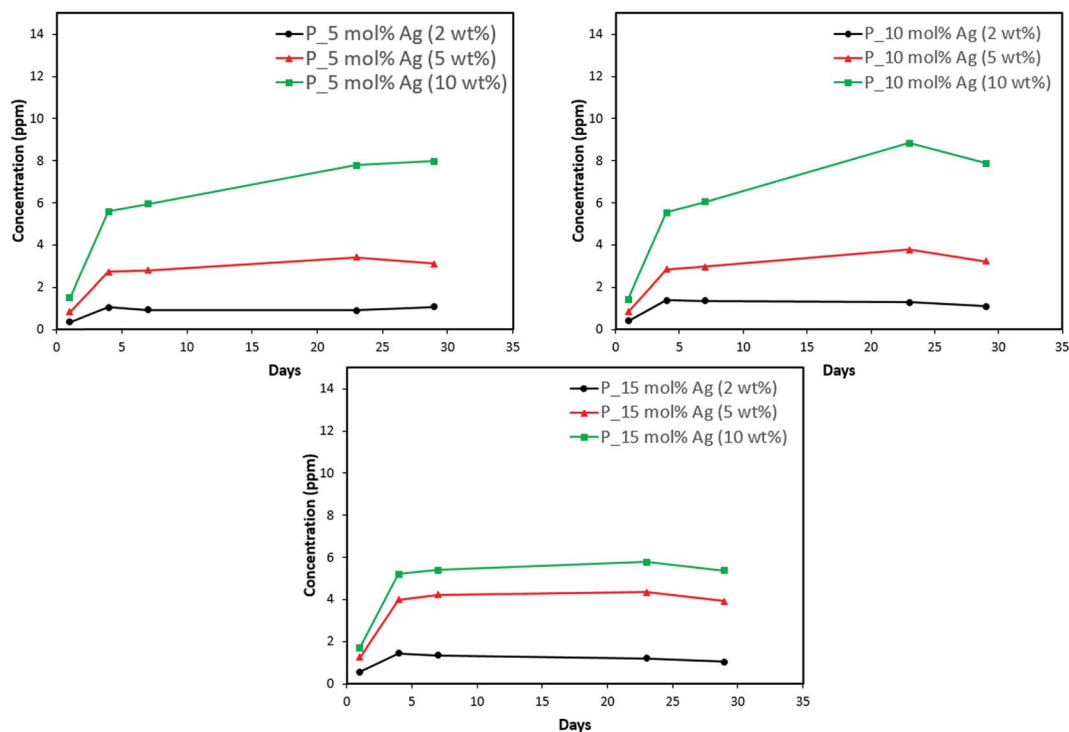 P_5 mol% Ag (2 wt%)
P_5 mol% Ag (5 wt%)
P_5 mol% Ag (10 wt%)
Concentration (ppm)
14
12
10
8
6
4
2
0
0 5 10 15 20 25 30 35
Days
P_10 mol% Ag (2 wt%)
P_10 mol% Ag (5 wt%)
P_10 mol% Ag (10 wt%)
Concentration (ppm)
14
12
10
8
6
4
2
0
0 5 10 15 20 25 30 35
Days
P_15 mol% Ag (2 wt%)
P_15 mol% Ag (5 wt%)
P_15 mol% Ag (10 wt%)
Concentration (ppm)
14
12
10
8
6
4
2
0
0 5 10 15 20 25 30 35
Days